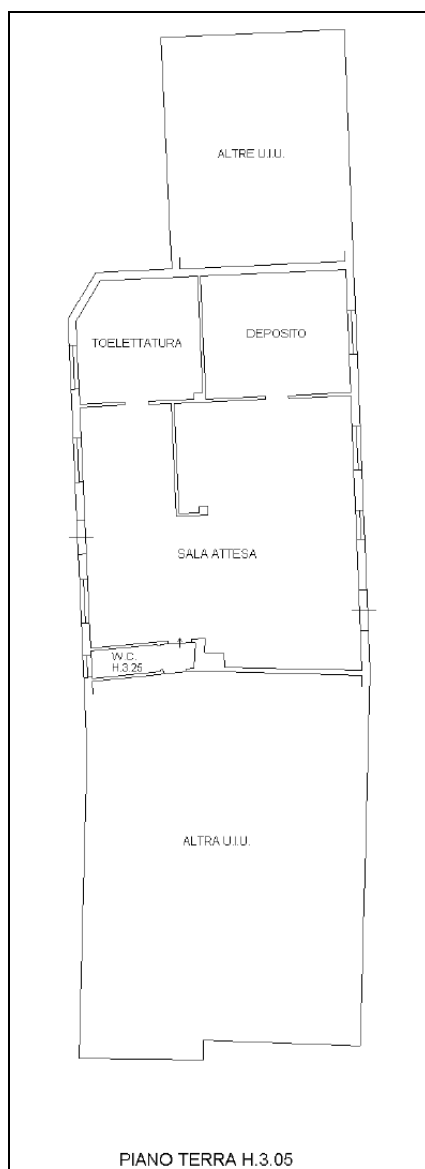 ALTRE U.I.U.
TOELETTATURA
DEPOSITO
SALA ATTESA
W.C.
H.3.25
ALTRA U.I.U.
PIANO TERRA H.3.05